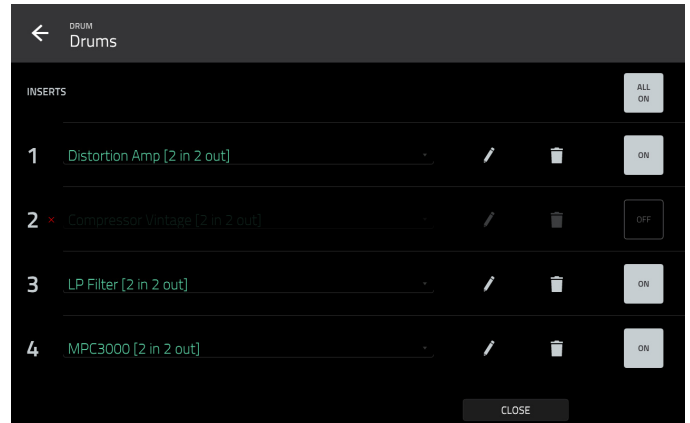 DRUM
Drums
INSERTS
ALL
ON
1 Distortion Amp [2 in 2 out] ON
2 × Compressor Vintage [2 in 2 out] OFF
3 LP Filter [2 in 2 out] ON
4 MPC3000 [2 in 2 out] ON
CLOSE